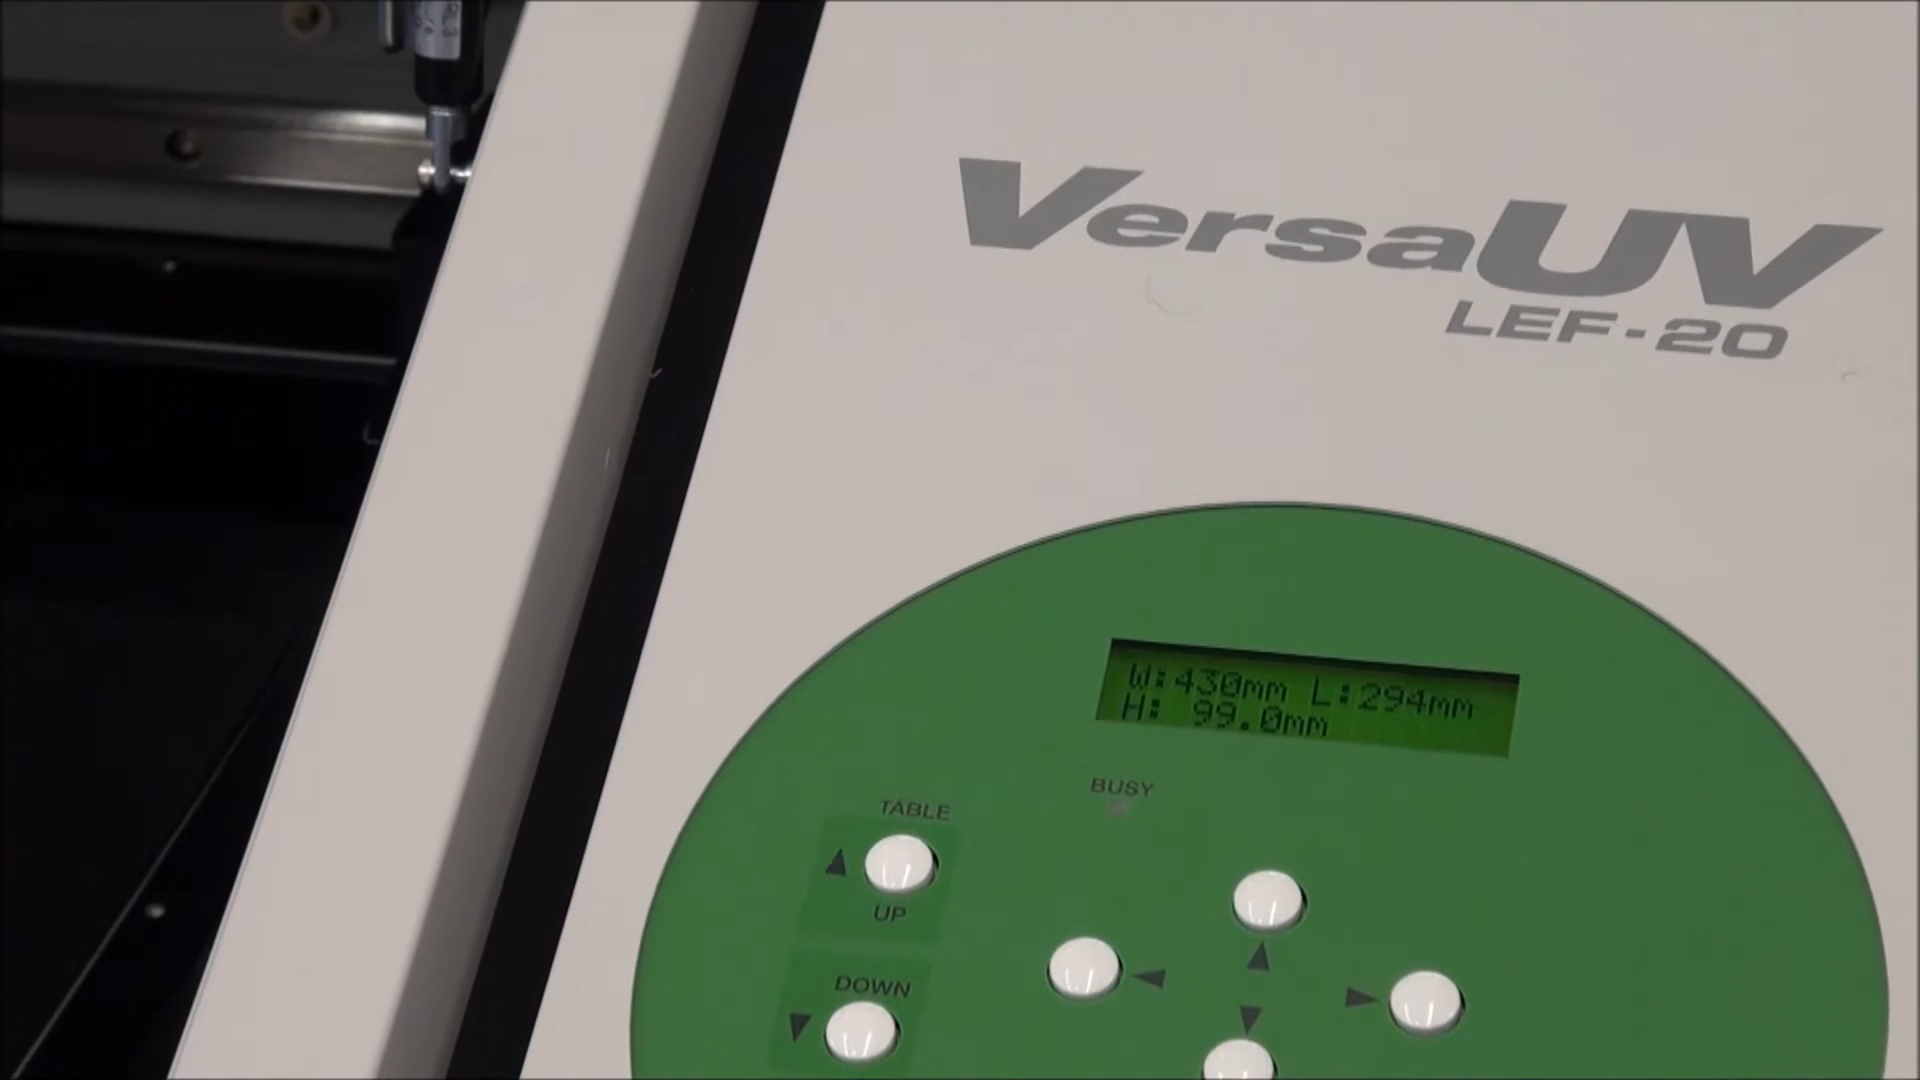 VersaUV
LEF-20
W:430mm L:294mm
H: 99.0mm
BUSY
TABLE
UP
DOWN